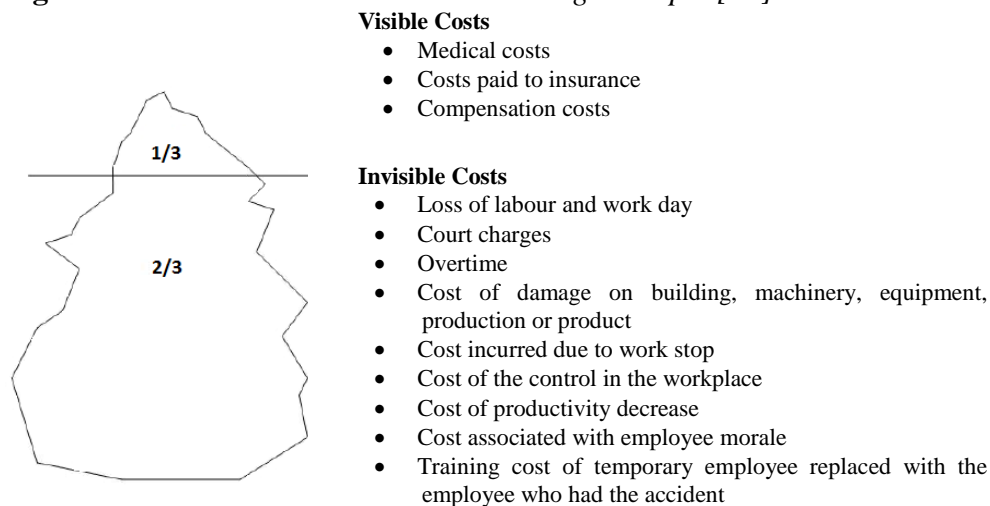 Visible Costs
• Medical costs
• Costs paid to insurance
• Compensation costs
1/3
Invisible Costs
• Loss of labour and work day
• Court charges
• Overtime
2/3
• Cost of damage on building, machinery, equipment,
production or product
• Cost incurred due to work stop
• Cost of the control in the workplace
• Cost of productivity decrease
• Cost associated with employee morale
• Training cost of temporary employee replaced with the
employee who had the accident